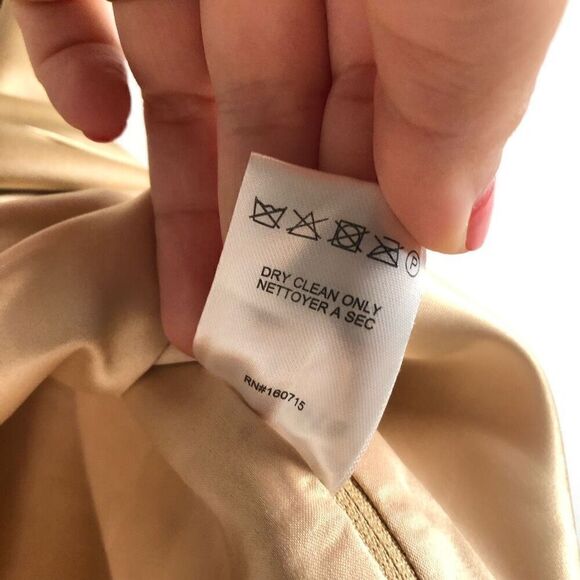 P
DRY CLEAN ONLY
NETTOYER A SEC
RN#160715